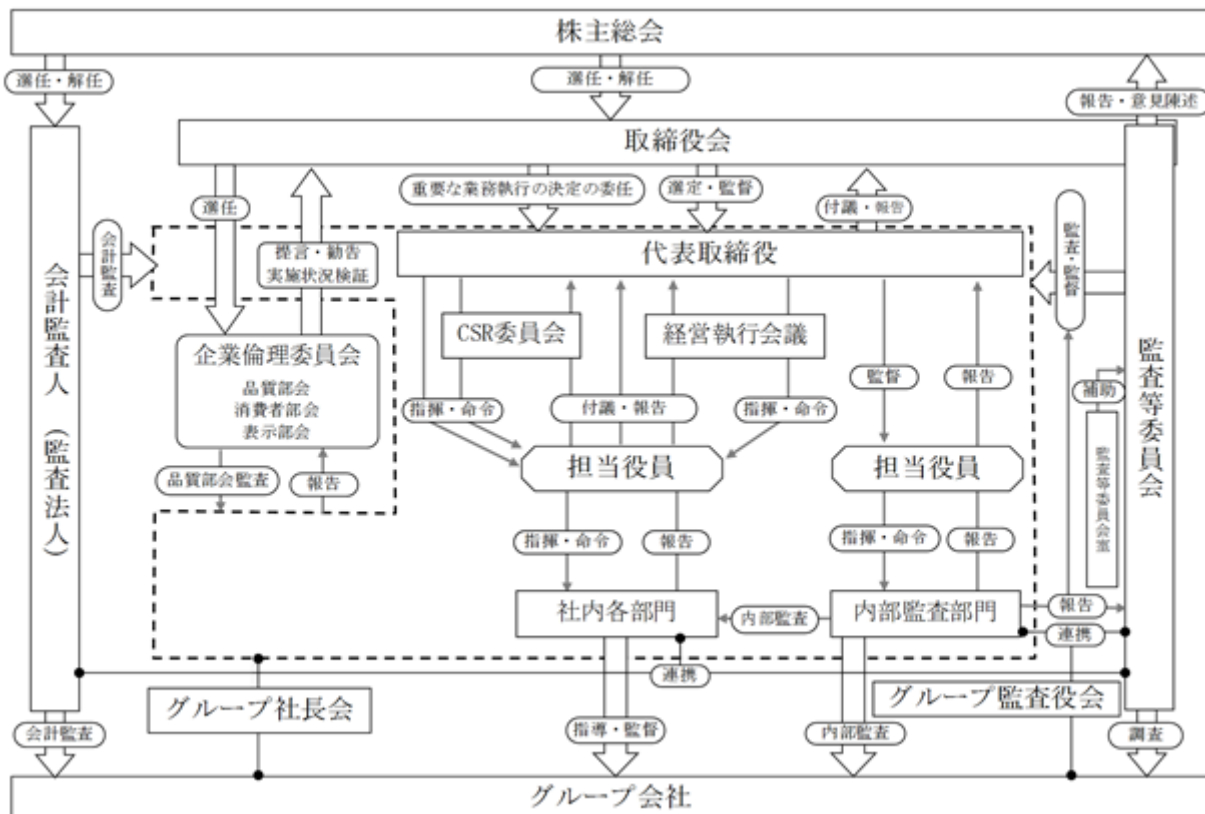 株主総会
選任・解任
選任・解任
報告・意見陳述
取締役会
選任
重要な業務執行の決定の委任
選定・監督
付議・報告
会計監査
提言・勧告
実施状況検証
代表取締役
監査・監督
会計監査人（監査法人）
監査等委員会
企業倫理委員会
品質部会
消費者部会
表示部会
CSR委員会
経営執行会議
監督
報告
補助
指揮・命令
付議・報告
指揮・命令
監査等委員会室
担当役員
担当役員
品質部会監査
報告
指揮・命令
報告
指揮・命令
報告
社内各部門
内部監査
内部監査部門
報告
連携
連携
グループ社長会
グループ監査役会
会計監査
指導・監督
内部監査
調査
グループ会社